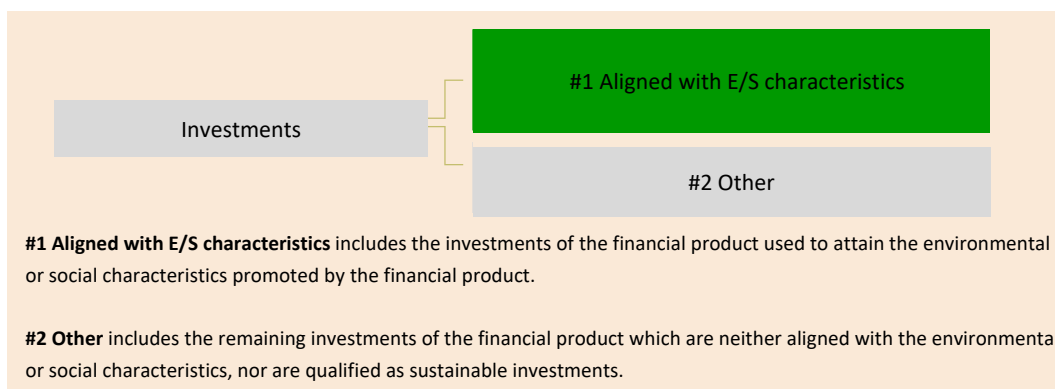 #1 Aligned with E/S characteristics
Investments
#2 Other
#1 Aligned with E/S characteristics includes the investments of the financial product used to attain the environmental
or social characteristics promoted by the financial product.
#2 Other includes the remaining investments of the financial product which are neither aligned with the environmenta
or social characteristics, nor are qualified as sustainable investments.